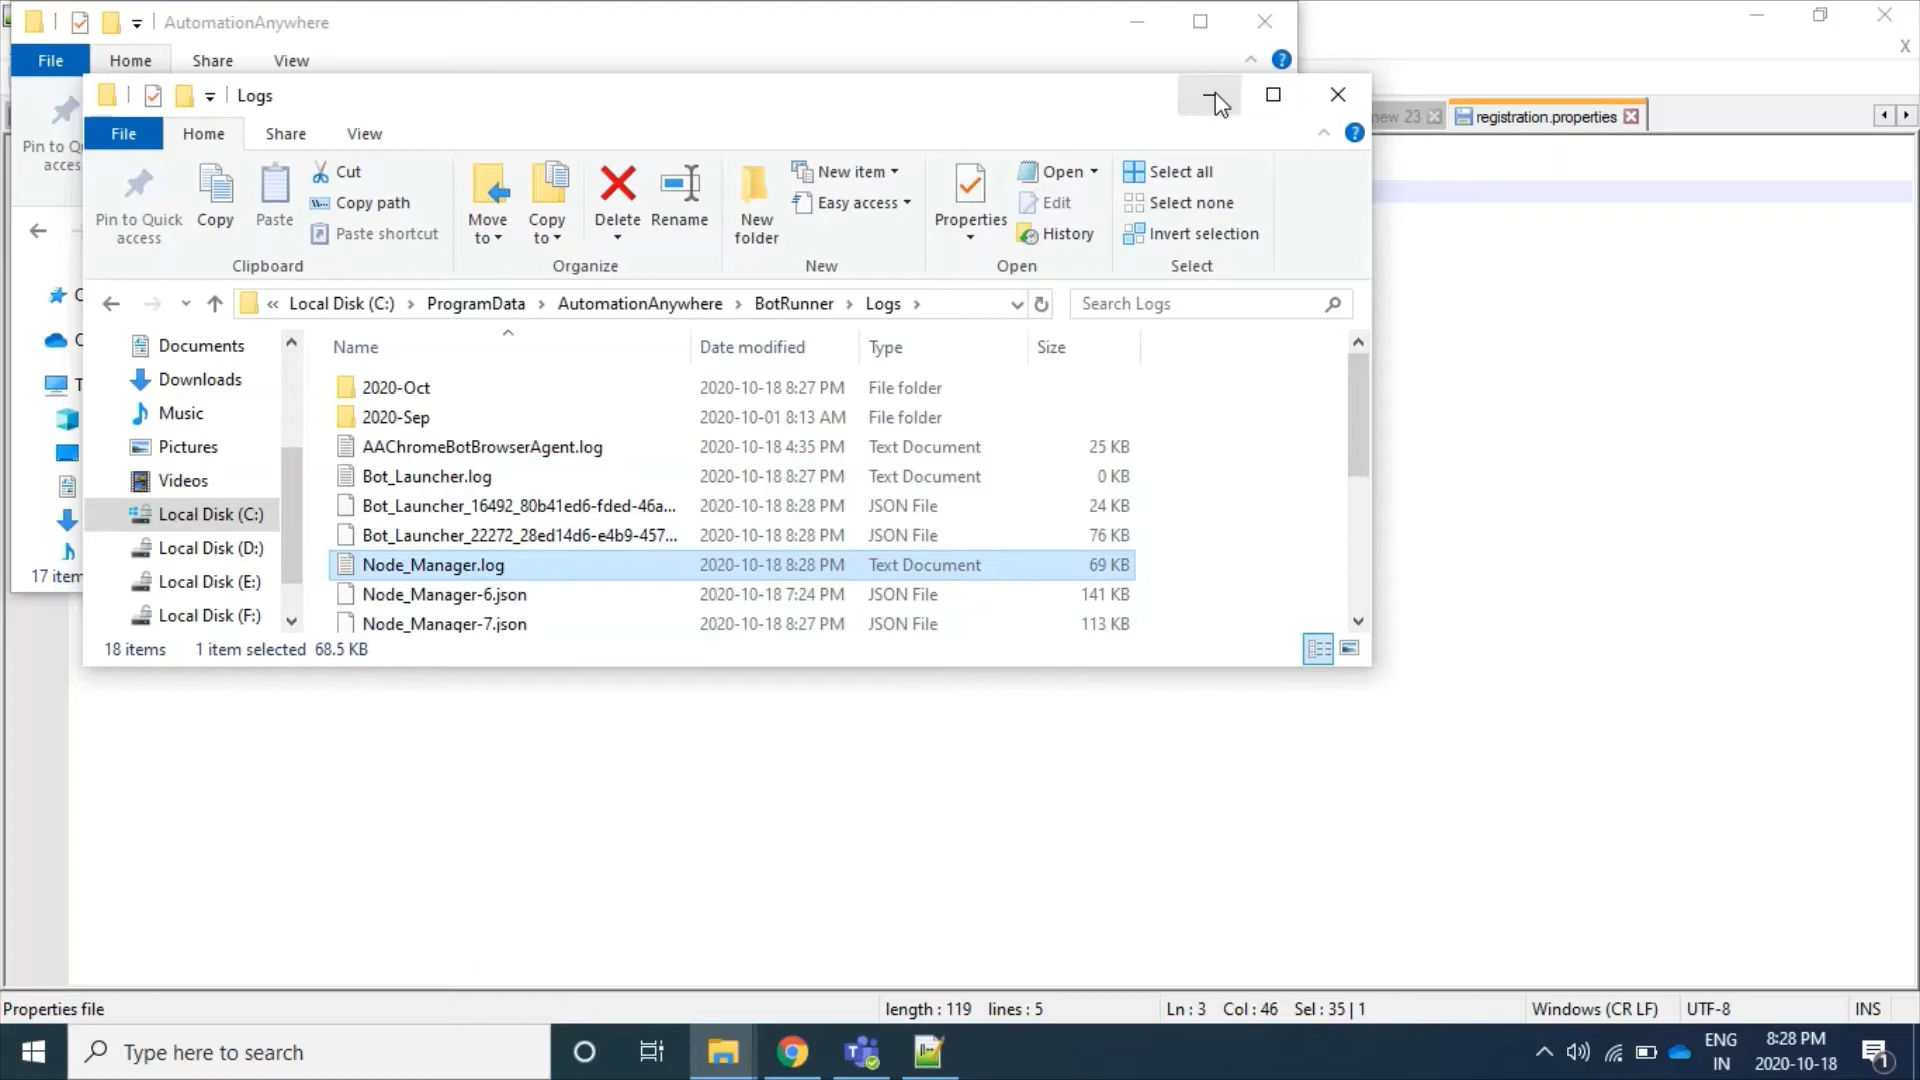 AutomationAnywhere
File Home Share View
X
Logs
File Home Share View
new 23
registration.properties
Pin to Quick access
Copy
Paste
Cut
Copy path
Paste shortcut
Clipboard
Move to
Copy to
Delete
Rename
Organize
New folder
New item
Easy access
New
Properties
Open
Edit
History
Open
Select all
Select none
Invert selection
Select
« Local Disk (C:) > ProgramData > AutomationAnywhere > BotRunner > Logs >
Search Logs
Documents
Downloads
Music
Pictures
Videos
Local Disk (C:)
Local Disk (D:)
Local Disk (E:)
Local Disk (F:)
Name Date modified Type Size
2020-Oct 2020-10-18 8:27 PM File folder
2020-Sep 2020-10-01 8:13 AM File folder
AAChromeBotBrowserAgent.log 2020-10-18 4:35 PM Text Document 25 KB
Bot_Launcher.log 2020-10-18 8:27 PM Text Document 0 KB
Bot_Launcher_16492_80b41ed6-fded-46a... 2020-10-18 8:28 PM JSON File 24 KB
Bot_Launcher_22272_28ed14d6-e4b9-457... 2020-10-18 8:28 PM JSON File 76 KB
Node_Manager.log 2020-10-18 8:28 PM Text Document 69 KB
Node_Manager-6.json 2020-10-18 7:24 PM JSON File 141 KB
Node_Manager-7.json 2020-10-18 8:27 PM JSON File 113 KB
18 items 1 item selected 68.5 KB
Pin to Qu
acces
17 item
Properties file length : 119 lines : 5 Ln : 3 Col : 46 Sel : 35 | 1 Windows (CR LF) UTF-8 INS
Type here to search
ENG
IN
8:28 PM
2020-10-18
1